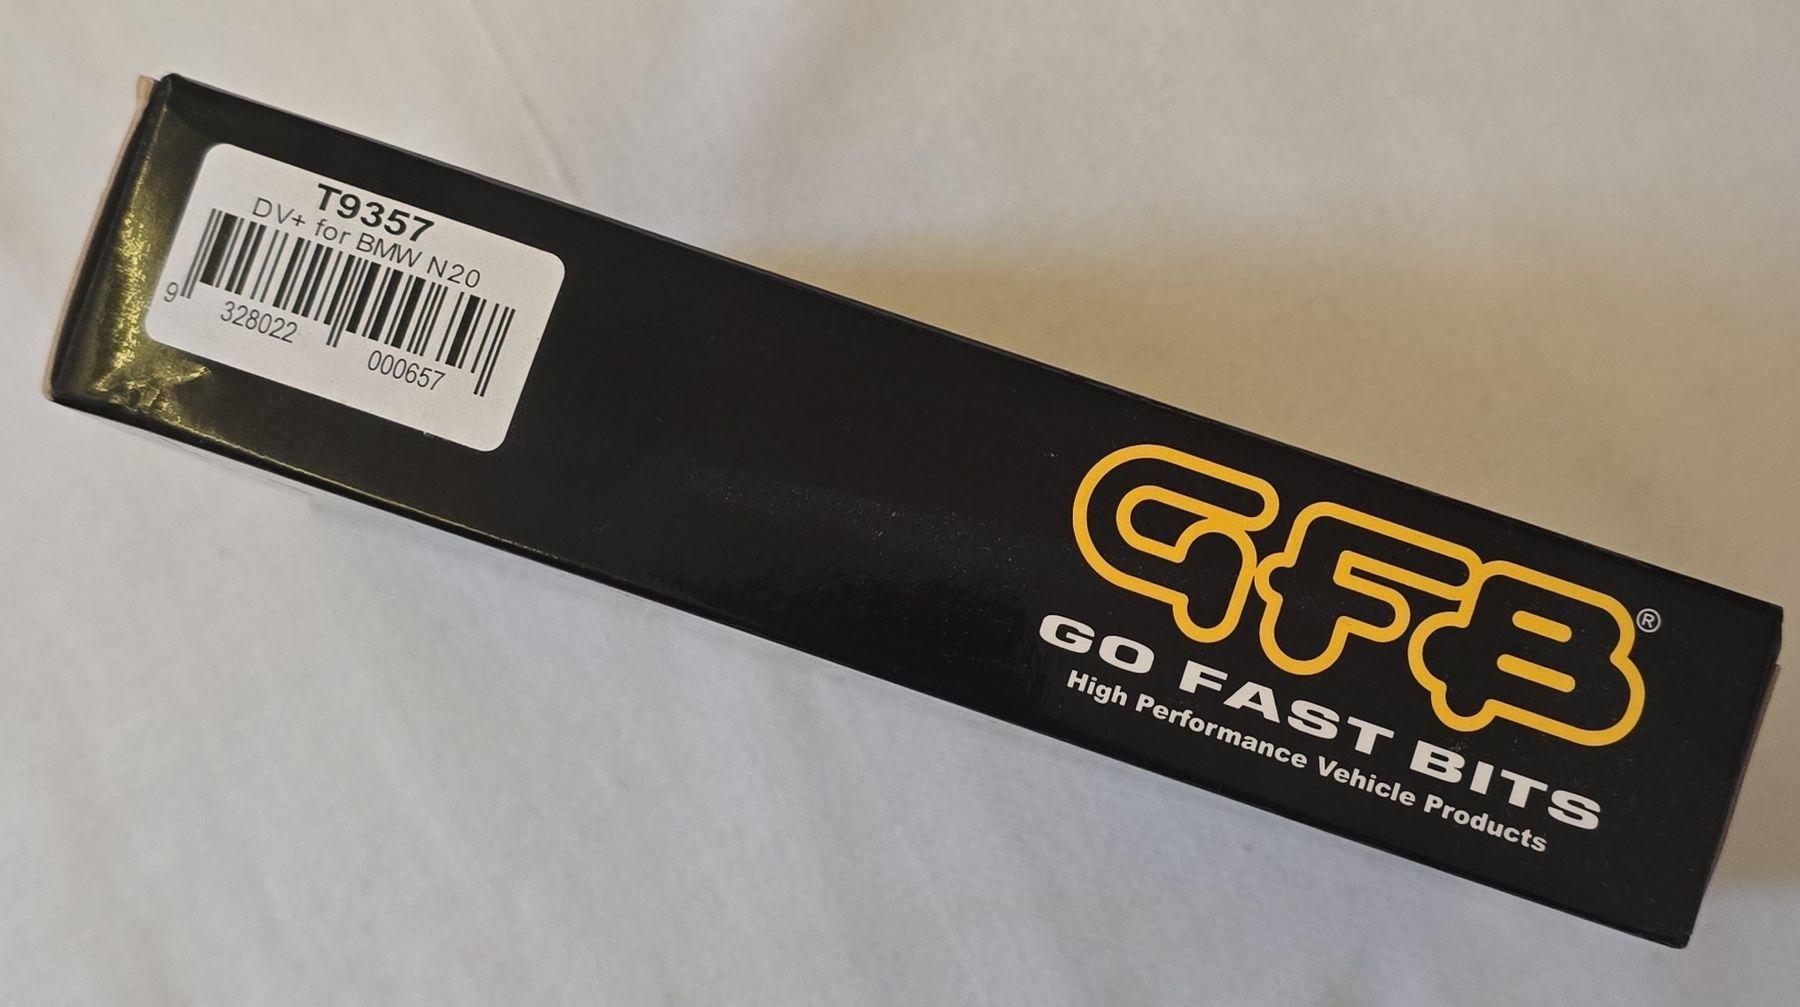 T9357
DV+ for BMW N20
9 328022 000657
GFB®
GO FAST BITS
High Performance Vehicle Products